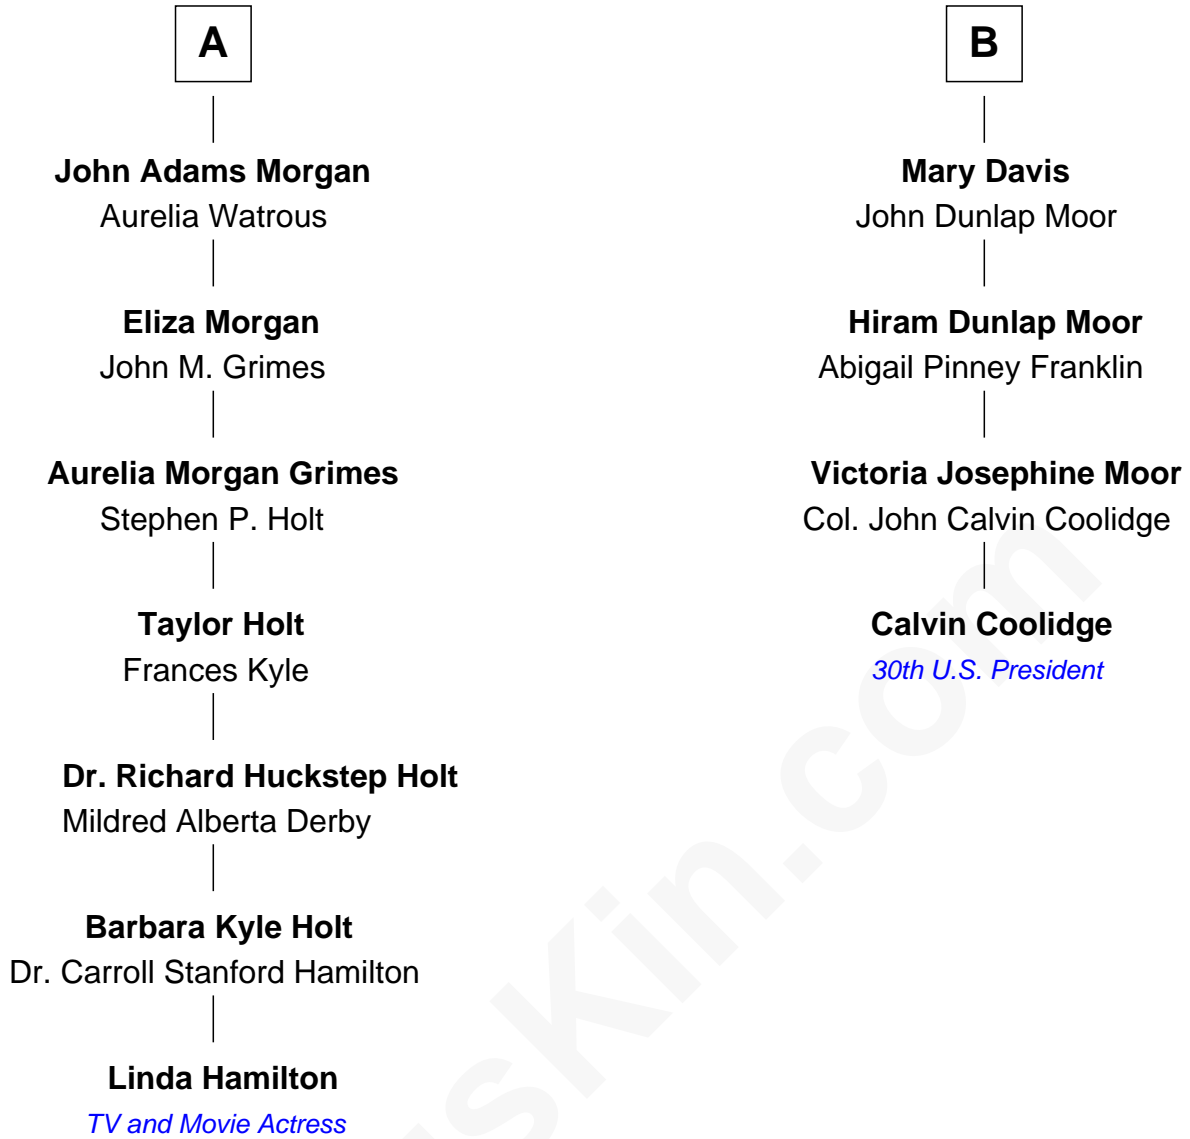 A
John Adams Morgan
Aurelia Watrous
Eliza Morgan
John M. Grimes
Aurelia Morgan Grimes
Stephen P. Holt
Taylor Holt
Frances Kyle
Dr. Richard Huckstep Holt
Mildred Alberta Derby
Barbara Kyle Holt
Dr. Carroll Stanford Hamilton
Linda Hamilton
TV and Movie Actress
B
Mary Davis
John Dunlap Moor
Hiram Dunlap Moor
Abigail Pinney Franklin
Victoria Josephine Moor
Col. John Calvin Coolidge
Calvin Coolidge
30th U.S. President
sKin.com